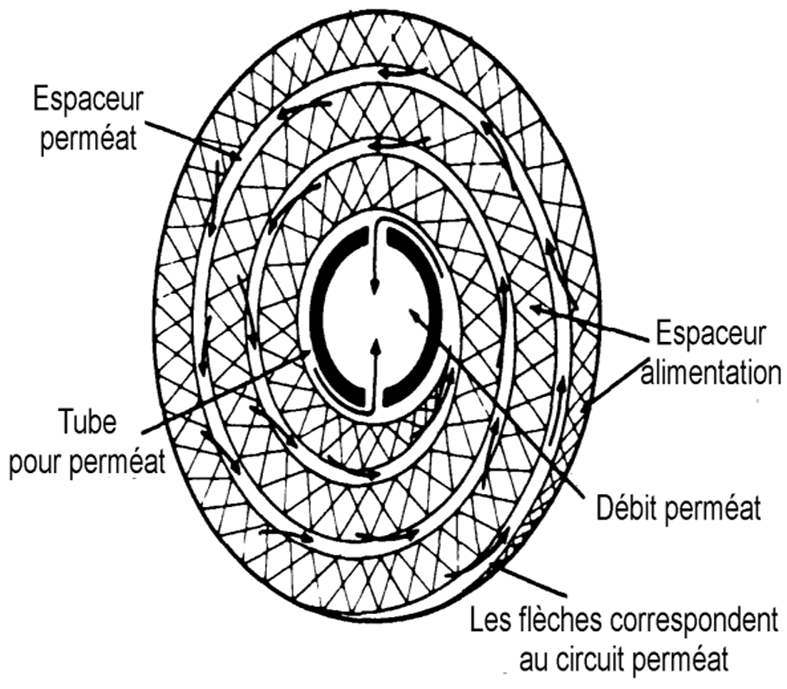 Espaceur
perméat
Espaceur
alimentation
Tube
pour perméat
Débit perméat
Les flèches correspondent
au circuit perméat